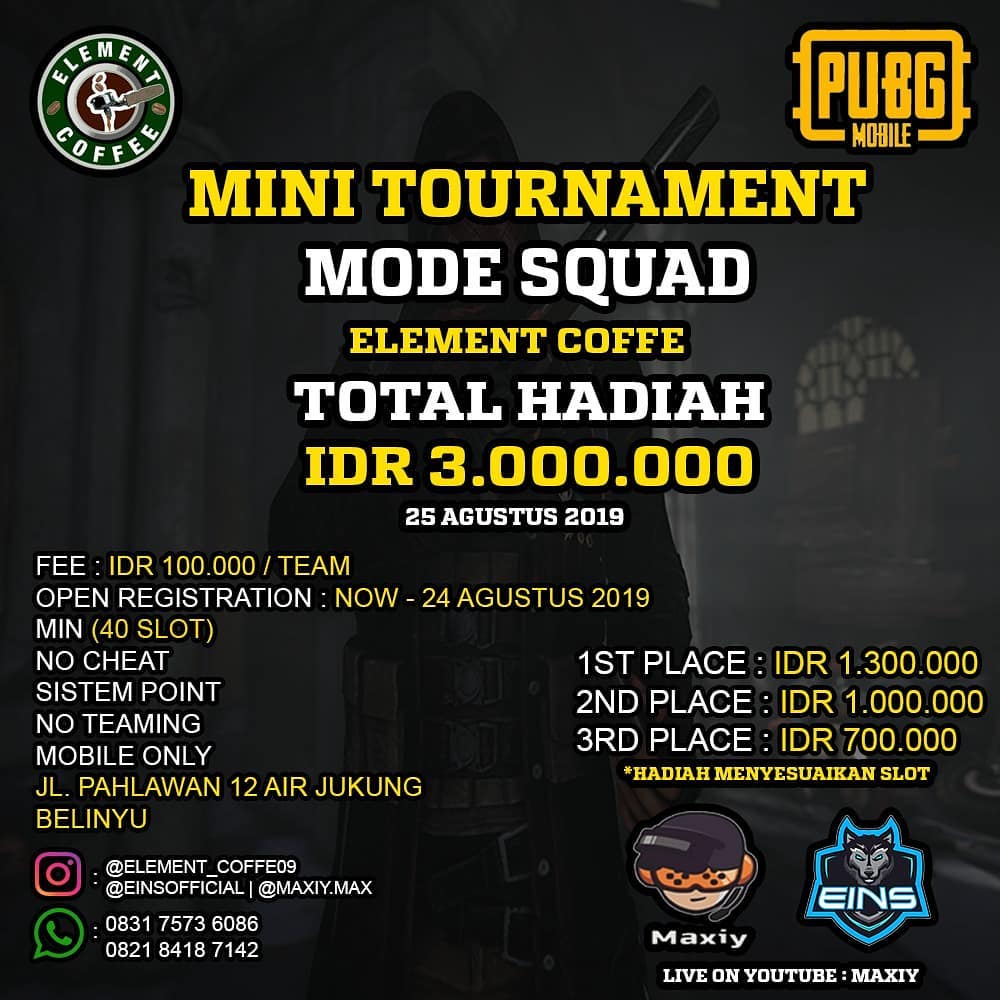 ELEMENT
COFFEE
PUBG
MOBILE
MINI TOURNAMENT
MODE SQUAD
ELEMENT COFFE
TOTAL HADIAH
IDR 3.000.000
25 AGUSTUS 2019
FEE : IDR 100.000 / TEAM
OPEN REGISTRATION : NOW - 24 AGUSTUS 2019
MIN (40 SLOT)
NO CHEAT
SISTEM POINT
NO TEAMING
MOBILE ONLY
JL. PAHLAWAN 12 AIR JUKUNG
BELINYU
1ST PLACE : IDR 1.300.000
2ND PLACE : IDR 1.000.000
3RD PLACE : IDR 700.000
*HADIAH MENYESUAIKAN SLOT
: @ELEMENT_COFFE09
@EINSOFFICIAL | @MAXIY.MAX
: 0831 7573 6086
0821 8418 7142
Maxiy
EINS
LIVE ON YOUTUBE : MAXIY